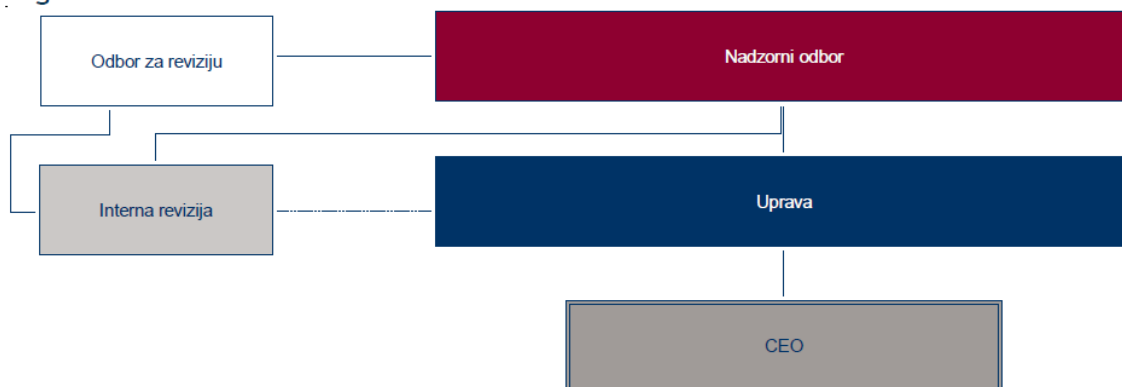 Odbor za reviziju
Nadzorni odbor
Interna revizija
Uprava
CEO